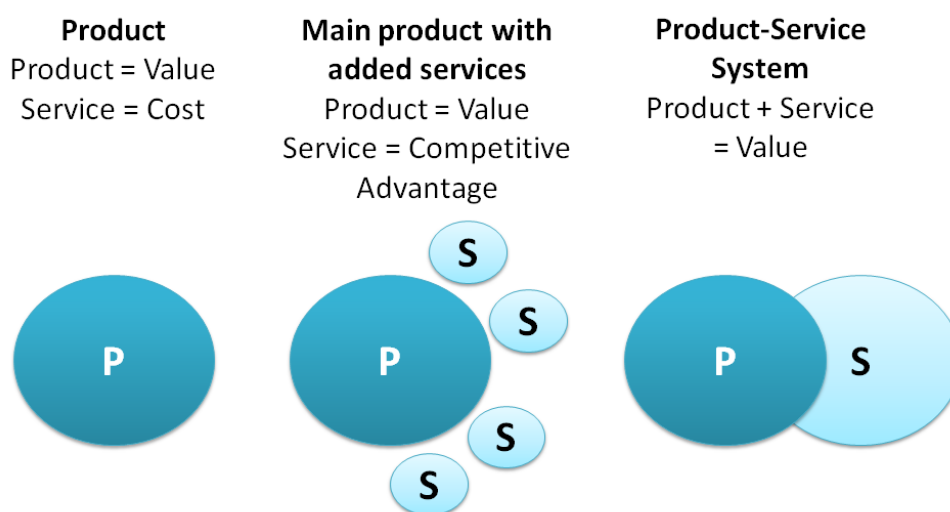 Product
Product = Value
Service = Cost
Main product with
added services
Product = Value
Service = Competitive
Advantage
Product-Service
System
Product + Service
= Value
P
P
S
S
S
S
P
S